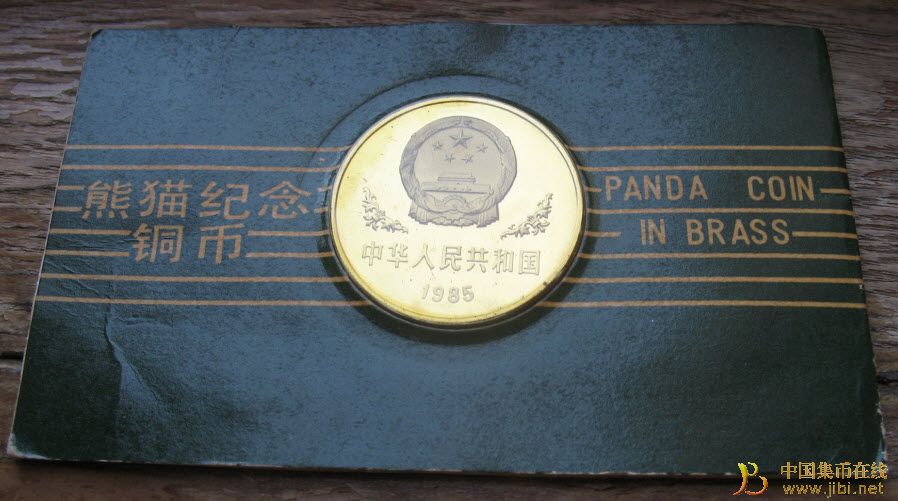 熊猫纪念
铜币
中华人民共和国
1985
PANDA COIN
IN BRASS
中国集币在线
www.jibi.net